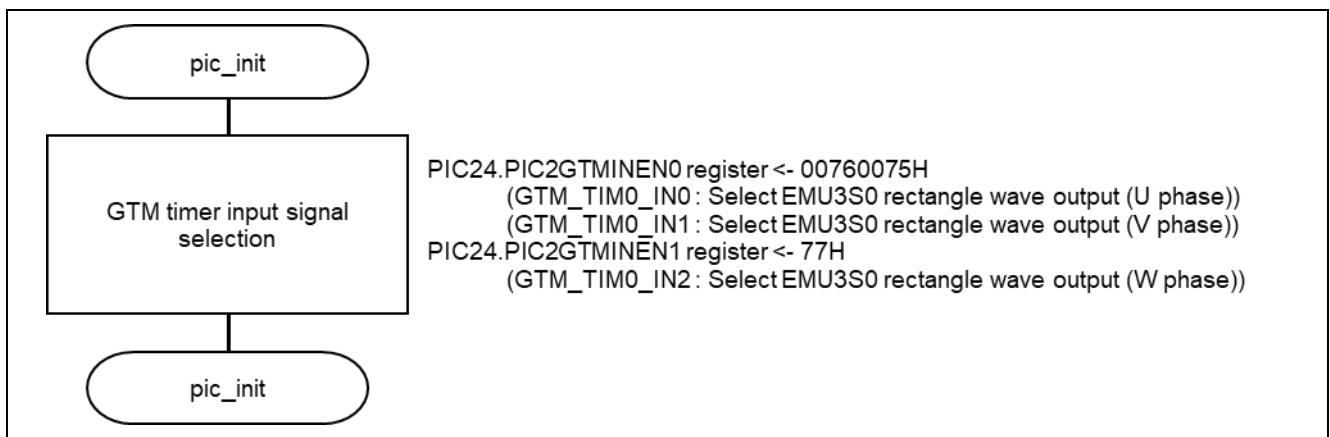 pic_init
GTM timer input signal
selection
PIC24.PIC2GTMINEN0 register <- 00760075H
(GTM_TIM0_IN0 : Select EMU3S0 rectangle wave output (U phase))
(GTM_TIM0_IN1 : Select EMU3S0 rectangle wave output (V phase))
PIC24.PIC2GTMINEN1 register <- 77H
(GTM_TIM0_IN2 : Select EMU3S0 rectangle wave output (W phase))
pic_init